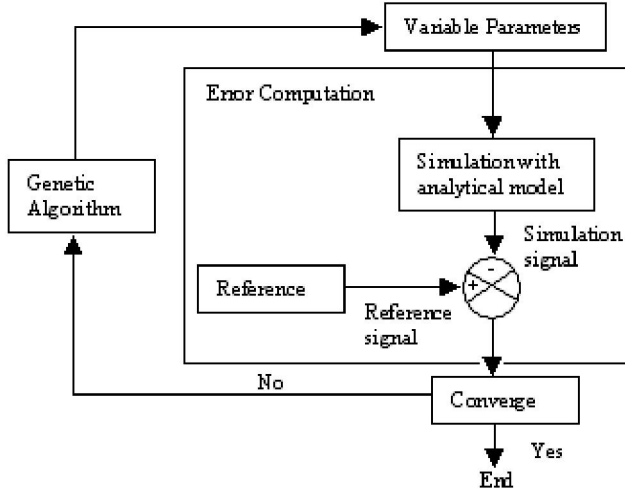 Variable Parameters
Error Computation
Simulation with
analytical model
Genetic
Algorithm
Simulation
signal
-
+
Reference
Reference
signal
No
Converge
Yes
End